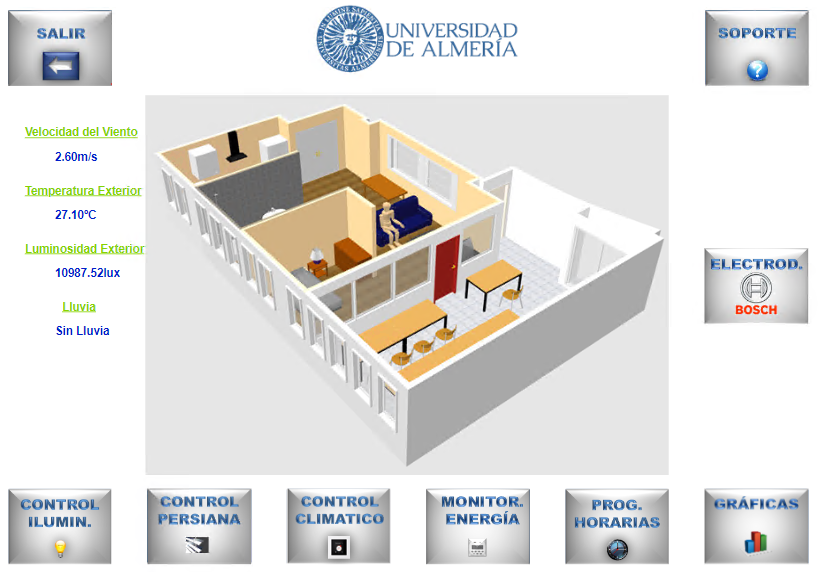 SALIR
UNIVERSIDAD
DE ALMERÍA
SOPORTE
Velocidad del Viento
2.60m/s
Temperatura Exterior
27.10ºC
Luminosidad Exterior
10987.52lux
Lluvia
Sin Lluvia
ELECTROD.
BOSCH
CONTROL
ILUMIN.
CONTROL
PERSIANA
CONTROL
CLIMATICO
MONITOR.
ENERGÍA
PROG.
HORARIAS
GRÁFICAS